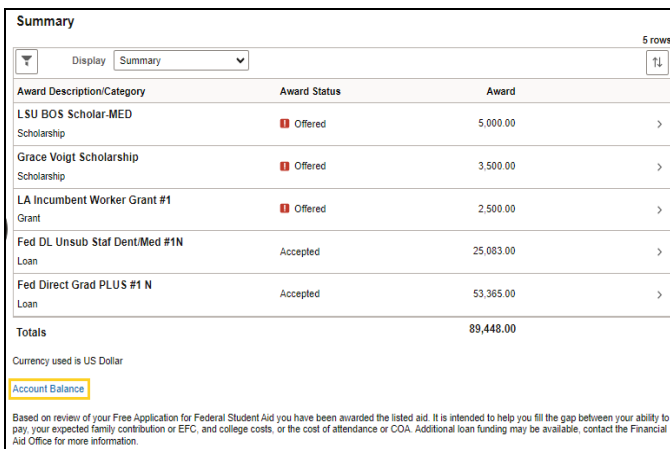 Summary
5 rows
Display Summary
Award Description/Category Award Status Award
LSU BOS Scholar-MED
Scholarship
Offered 5,000.00
Grace Voigt Scholarship
Scholarship
Offered 3,500.00
LA Incumbent Worker Grant #1
Grant
Offered 2,500.00
Fed DL Unsub Staf Dent/Med #1N
Loan
Accepted 25,083.00
Fed Direct Grad PLUS #1 N
Loan
Accepted 53,365.00
Totals 89,448.00
Currency used is US Dollar
Account Balance
Based on review of your Free Application for Federal Student Aid you have been awarded the listed aid. It is intended to help you fill the gap between your ability to
pay, your expected family contribution or EFC, and college costs, or the cost of attendance or COA. Additional loan funding may be available, contact the Financial
Aid Office for more information.